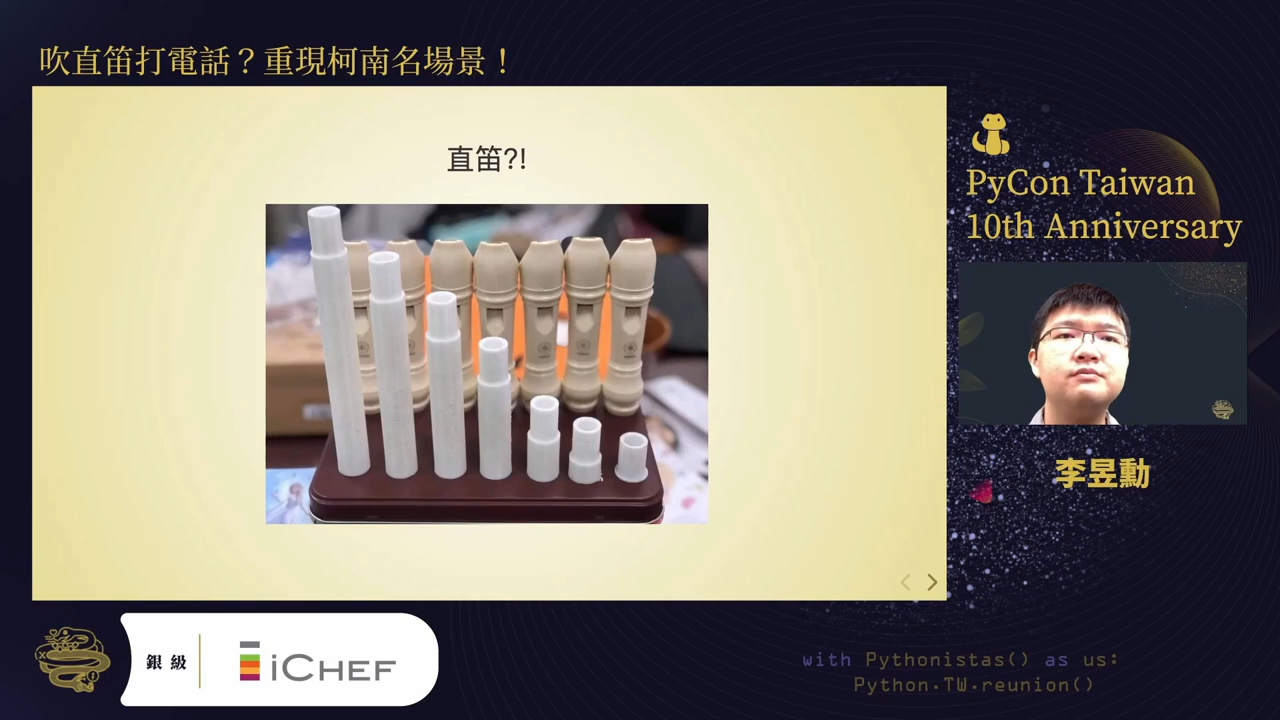 吹直笛打電話？重現柯南名場景！
直笛?!
PyCon Taiwan
10th Anniversary
李昱勳
銀級
iCHEF
with Pythonistas() as us:
Python.TW.reunion()